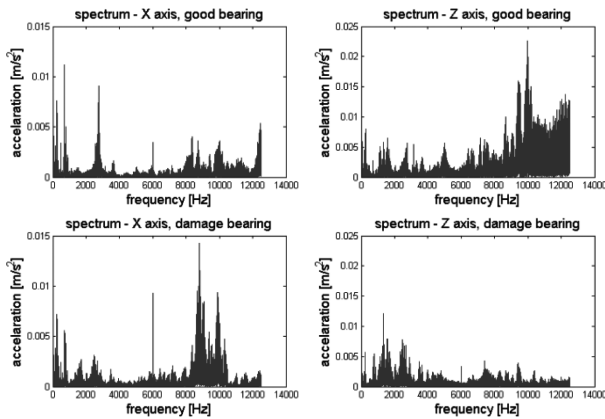 spectrum - X axis, good bearing
accelaration [m/s²]
0.015
0.01
0.005
0
0 2000 4000 6000 8000 10000 12000 14000
frequency [Hz]
spectrum - Z axis, good bearing
accelaration [m/s²]
0.025
0.02
0.015
0.01
0.005
0
0 2000 4000 6000 8000 10000 12000 14000
frequency [Hz]
spectrum - X axis, damage bearing
accelaration [m/s²]
0.015
0.01
0.005
0
0 2000 4000 6000 8000 10000 12000 14000
frequency [Hz]
spectrum - Z axis, damage bearing
accelaration [m/s²]
0.025
0.02
0.015
0.01
0.005
0
0 2000 4000 6000 8000 10000 12000 14000
frequency [Hz]